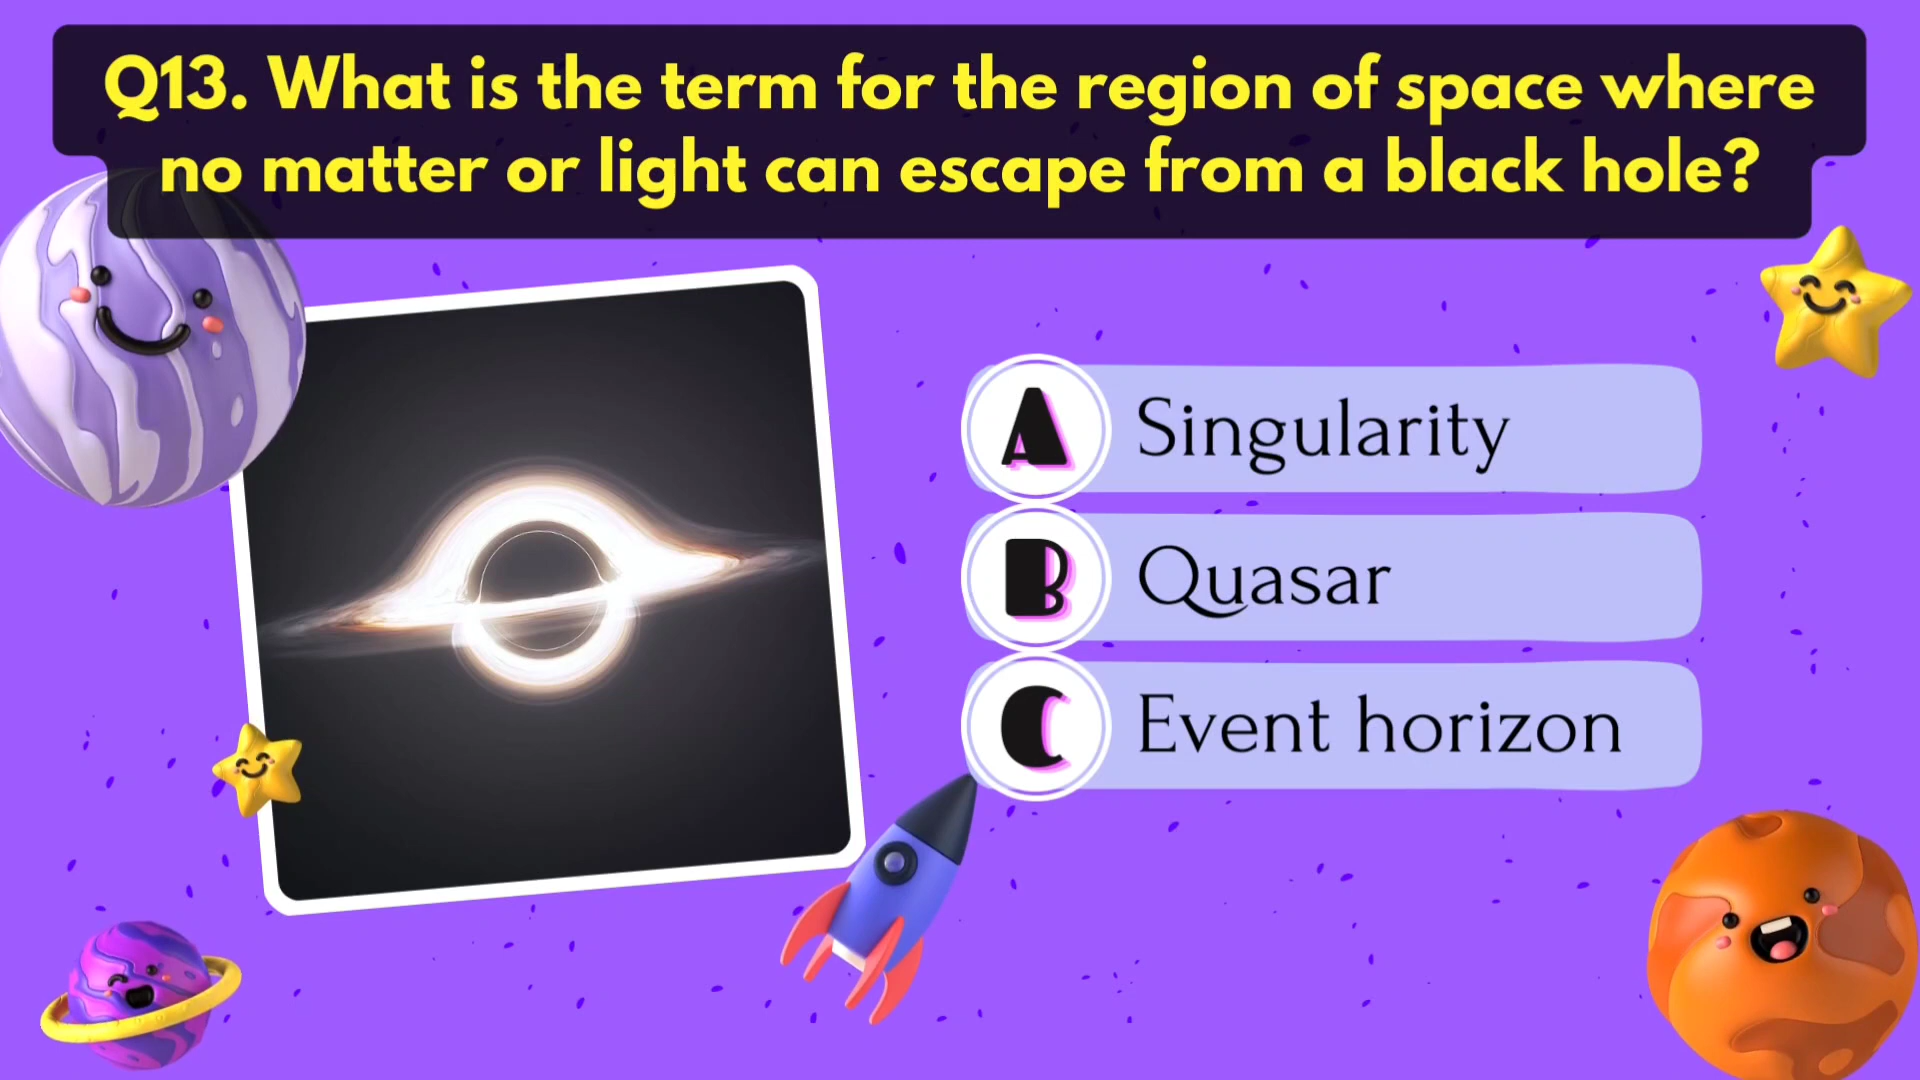 Q13. What is the term for the region of space where
no matter or light can escape from a black hole?
A Singularity
B Quasar
C Event horizon